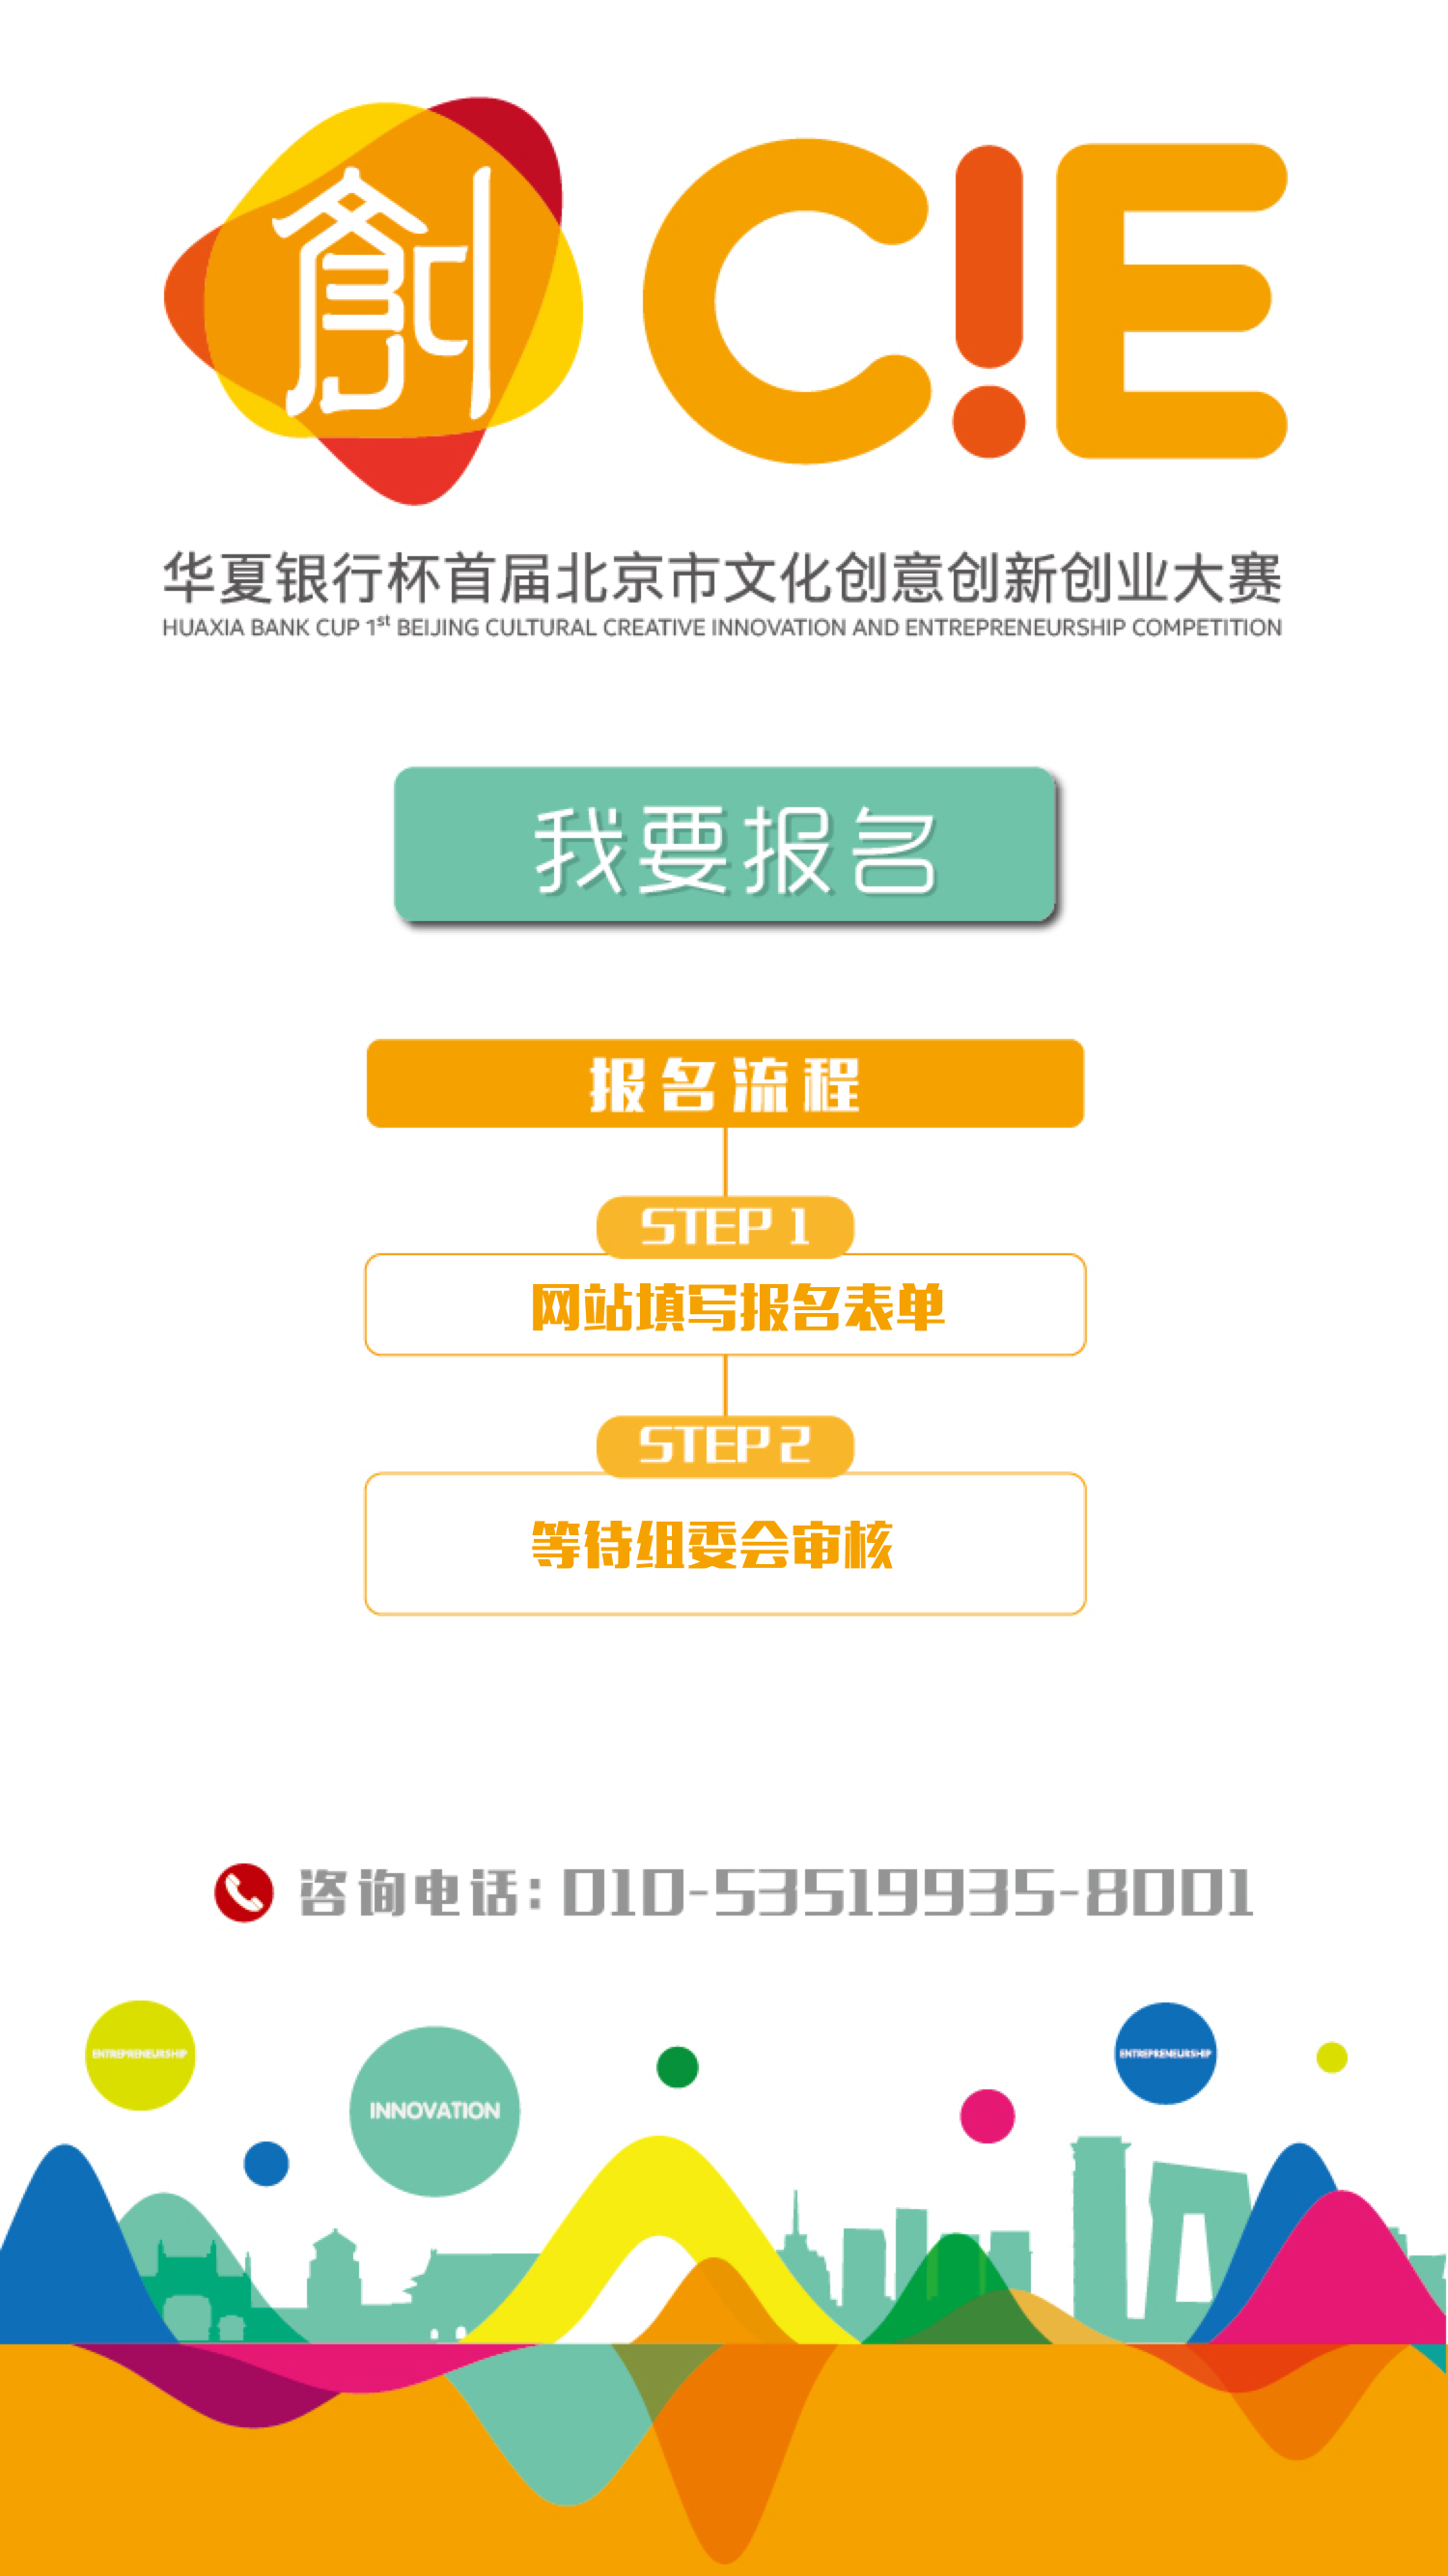 創 C!E
华夏银行杯首届北京市文化创意创新创业大赛
HUAXIA BANK CUP 1st BEIJING CULTURAL CREATIVE INNOVATION AND ENTREPRENEURSHIP COMPETITION
我要报名
报名流程
STEP 1
网站填写报名表单
STEP 2
等待组委会审核
咨询电话:010-53519935-8001
ENTREPRENEURSHIP
ENTREPRENEURSHIP
INNOVATION